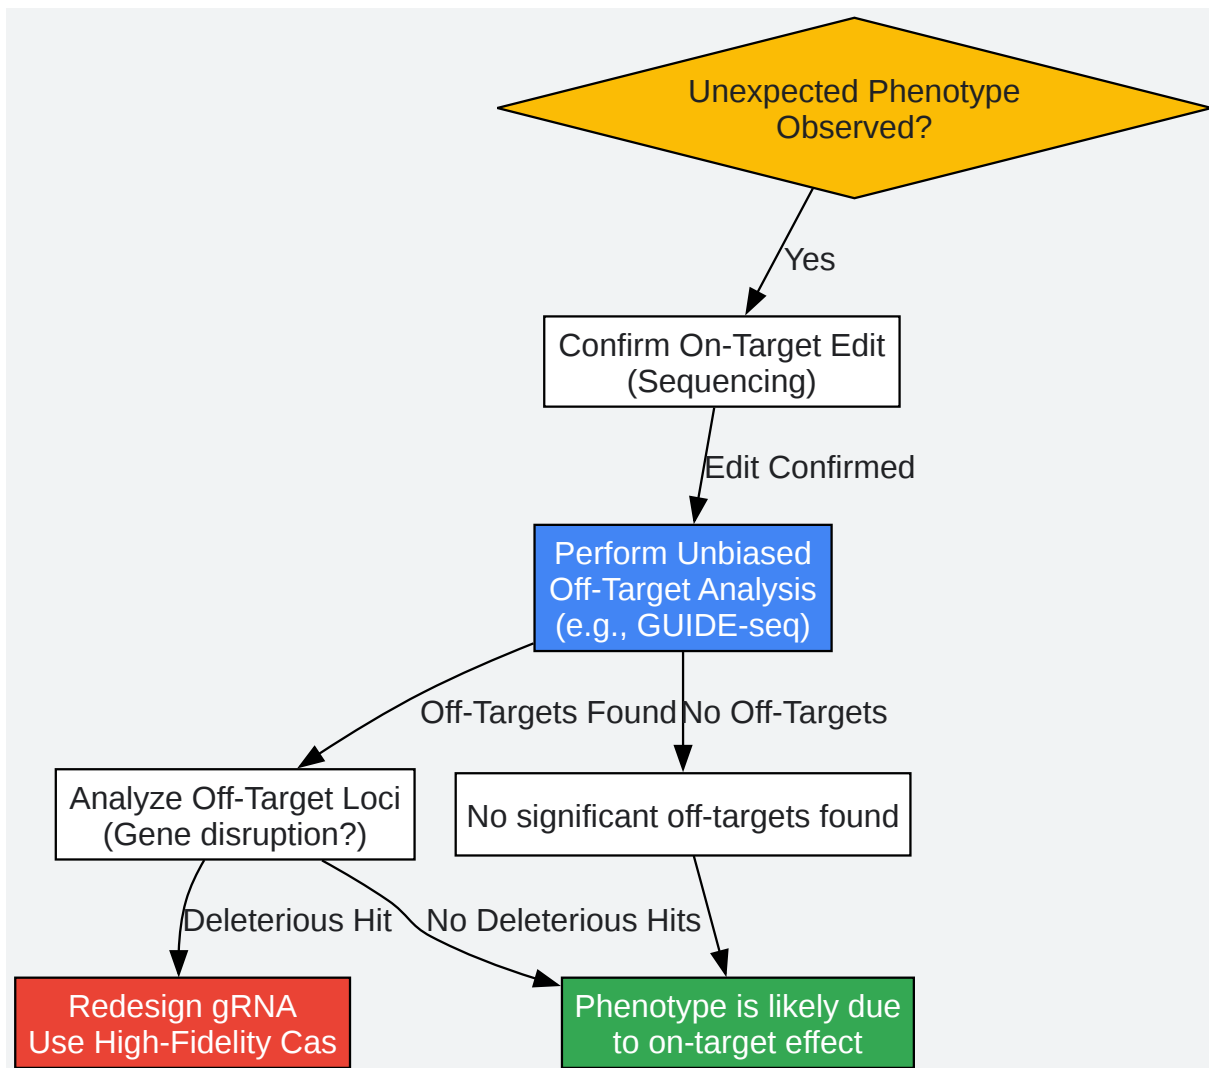 Unexpected Phenotype
Observed?
Yes
Confirm On-Target Edit
(Sequencing)
Edit Confirmed
Perform Unbiased
Off-Target Analysis
(e.g., GUIDE-seq)
Off-Targets Found
No Off-Targets
Analyze Off-Target Loci
(Gene disruption?)
No significant off-targets found
Deleterious Hit
No Deleterious Hits
Redesign gRNA
Use High-Fidelity Cas
Phenotype is likely due
to on-target effect